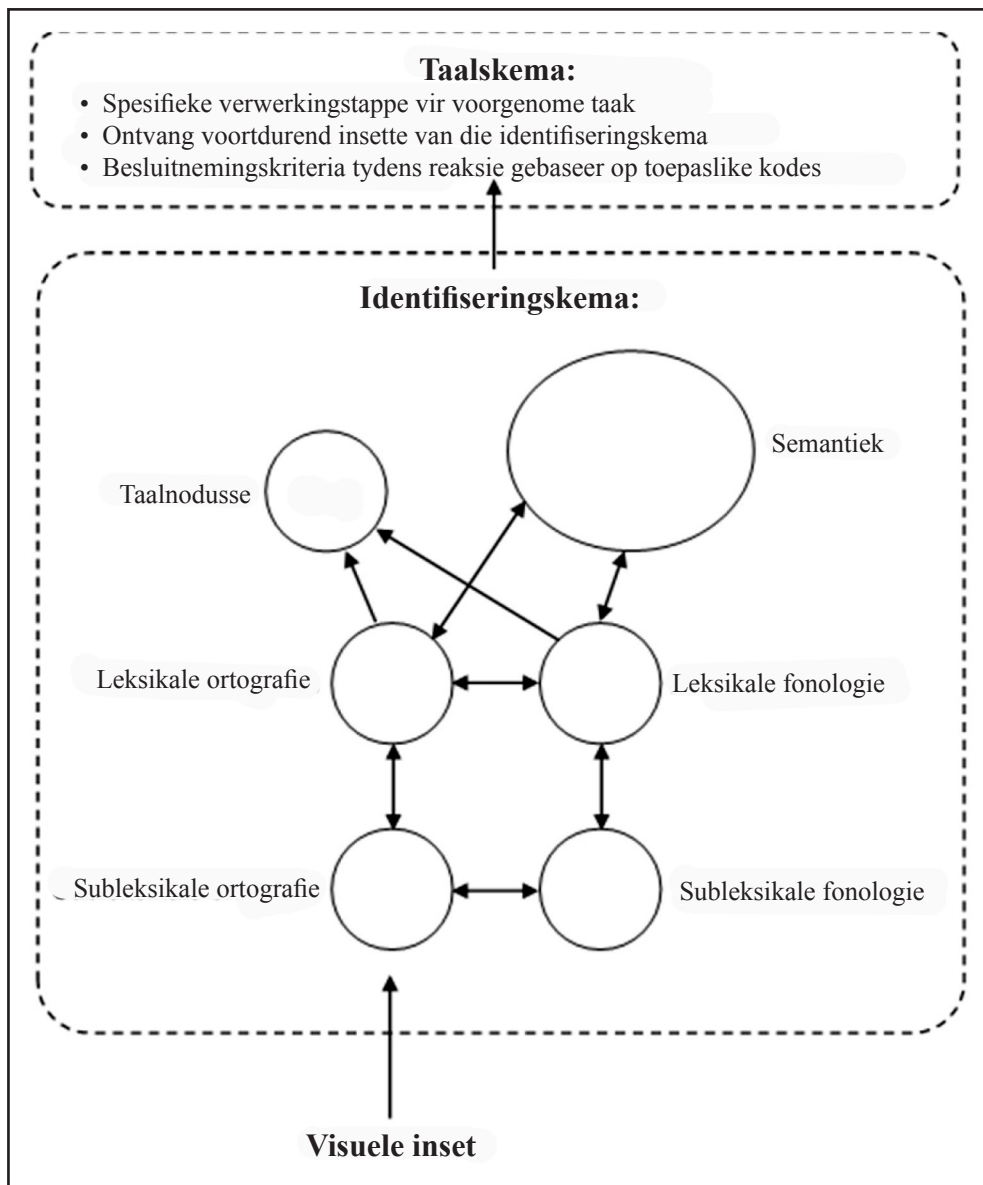 Taalskema:
• Spesifieke verwerkingstappe vir voorgenome taak
• Ontvang voortdurend insette van die identifiseringskema
• Besluitnemingskriteria tydens reaksie gebaseer op toepaslike kodes
Identifiseringskema:
Semantiek
Taalnodusse
Leksikale ortografie
Leksikale fonologie
Subleksikale ortografie
Subleksikale fonologie
Visuele inset